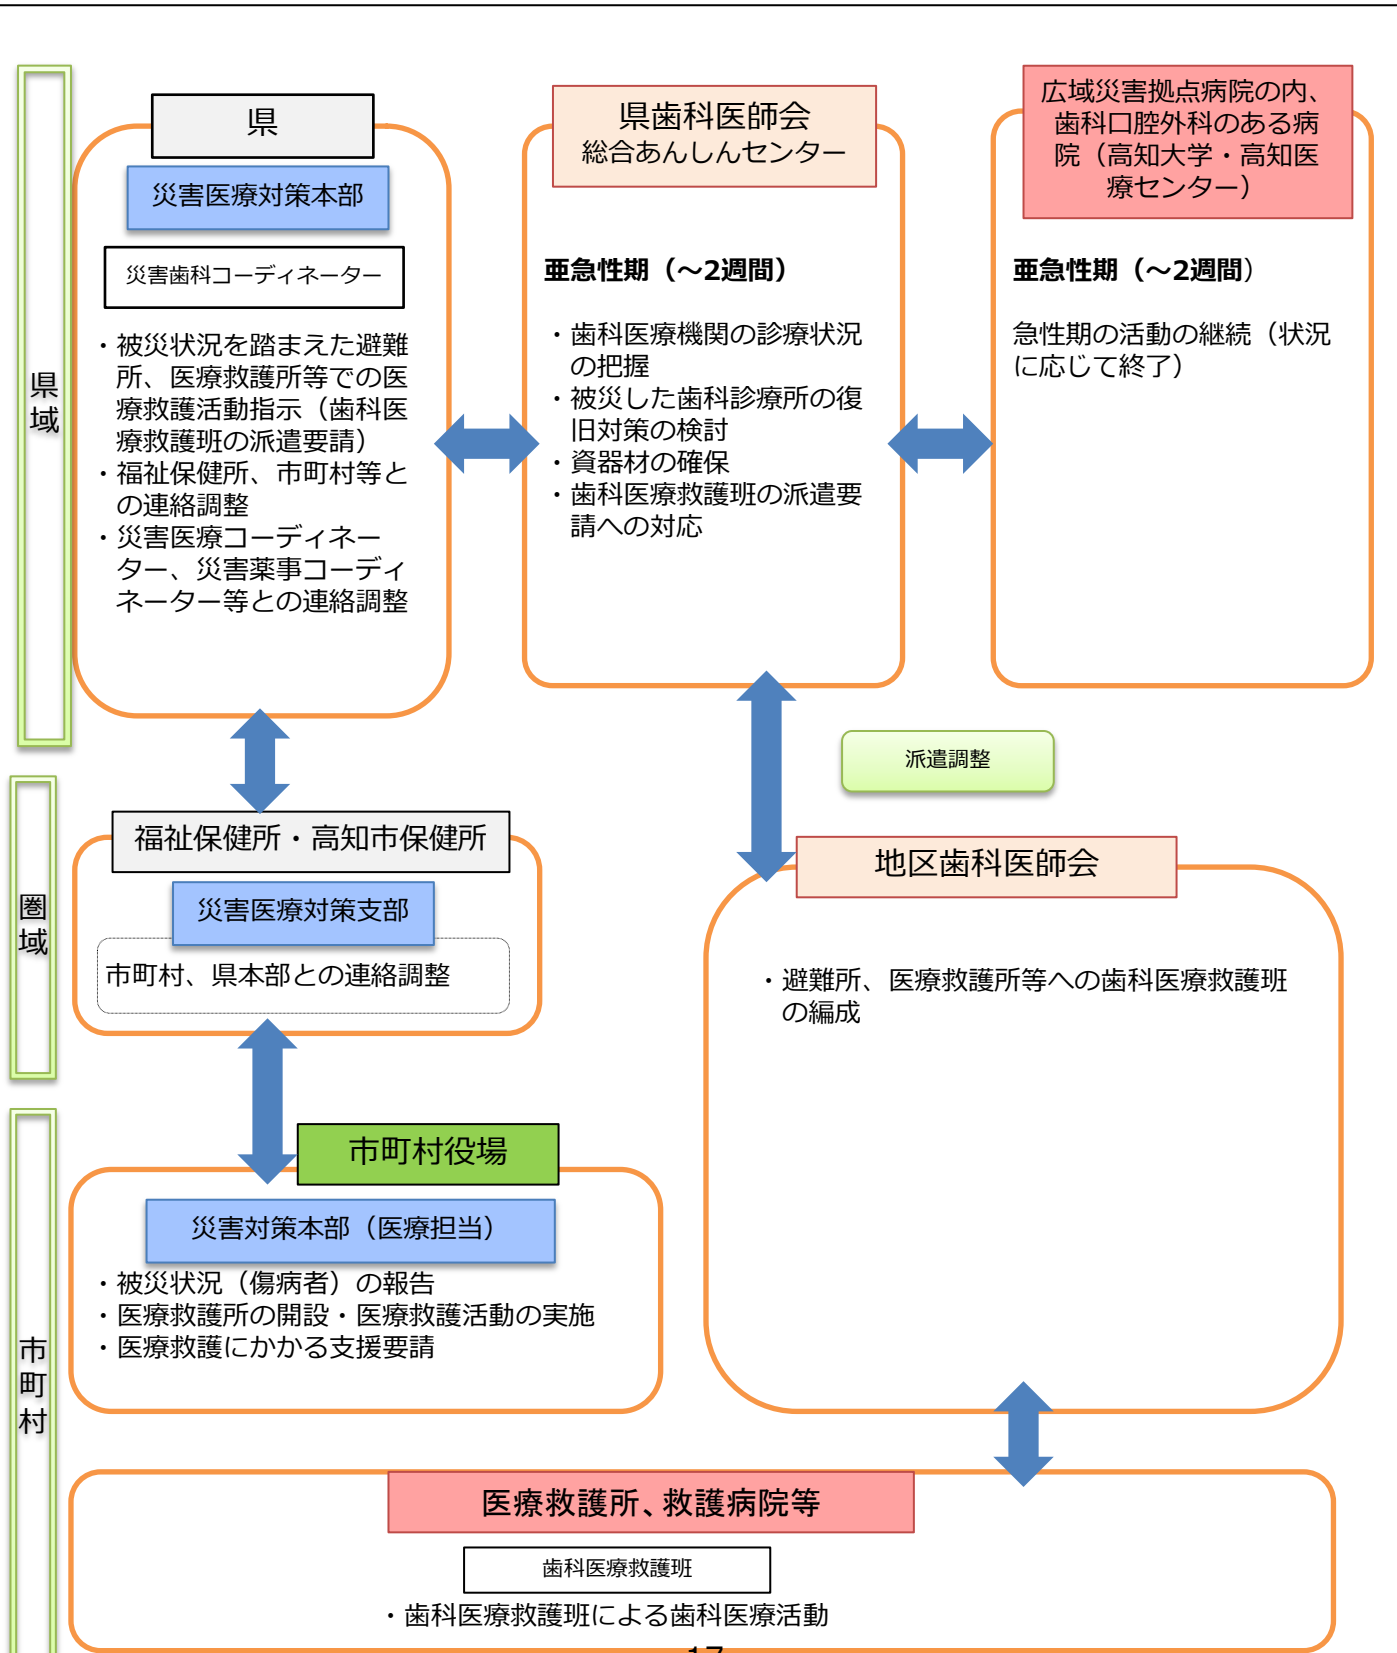 県域
県
災害医療対策本部
災害歯科コーディネーター
・被災状況を踏まえた避難
所、医療救護所等での医
療救護活動指示（歯科医
療救護班の派遣要請）
・福祉保健所、市町村等と
の連絡調整
・災害医療コーディネー
ター、災害薬事コーディ
ネーター等との連絡調整
県歯科医師会
総合あんしんセンター
亜急性期（～2週間）
・歯科医療機関の診療状況
の把握
・被災した歯科診療所の復
旧対策の検討
・資器材の確保
・歯科医療救護班の派遣要
請への対応
広域災害拠点病院の内、
歯科口腔外科のある病
院（高知大学・高知医
療センター）
亜急性期（～2週間）
急性期の活動の継続（状況
に応じて終了）
派遣調整
圏域
福祉保健所・高知市保健所
災害医療対策支部
市町村、県本部との連絡調整
地区歯科医師会
・避難所、医療救護所等への歯科医療救護班
の編成
市町村
市町村役場
災害対策本部（医療担当）
・被災状況（傷病者）の報告
・医療救護所の開設・医療救護活動の実施
・医療救護にかかる支援要請
医療救護所、救護病院等
歯科医療救護班
・歯科医療救護班による歯科医療活動
17